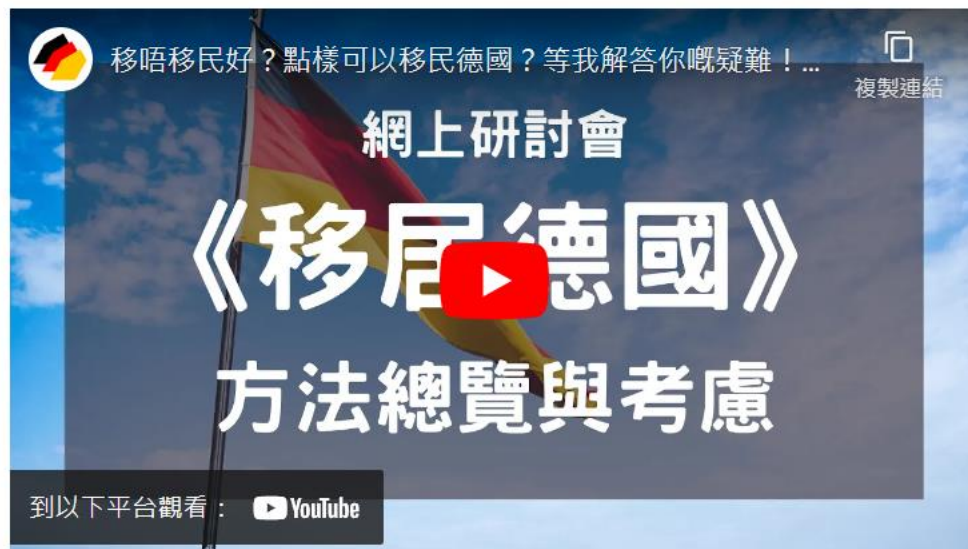 移唔移民好？點樣可以移民德國？等我解答你嘅疑難！...
複製連結
網上研討會
《移居德國》
方法總覽與考慮
到以下平台觀看： YouTube